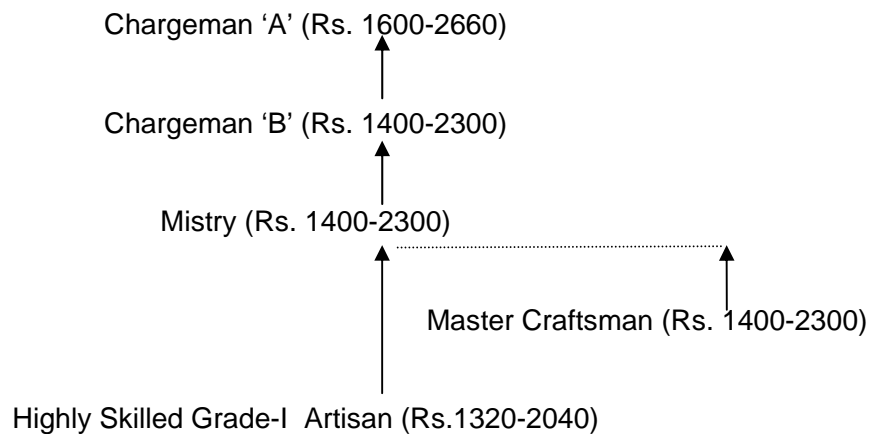 Chargeman ‘A’ (Rs. 1600-2660)
Chargeman ‘B’ (Rs. 1400-2300)
Mistry (Rs. 1400-2300)
Master Craftsman (Rs. 1400-2300)
Highly Skilled Grade-I Artisan (Rs.1320-2040)